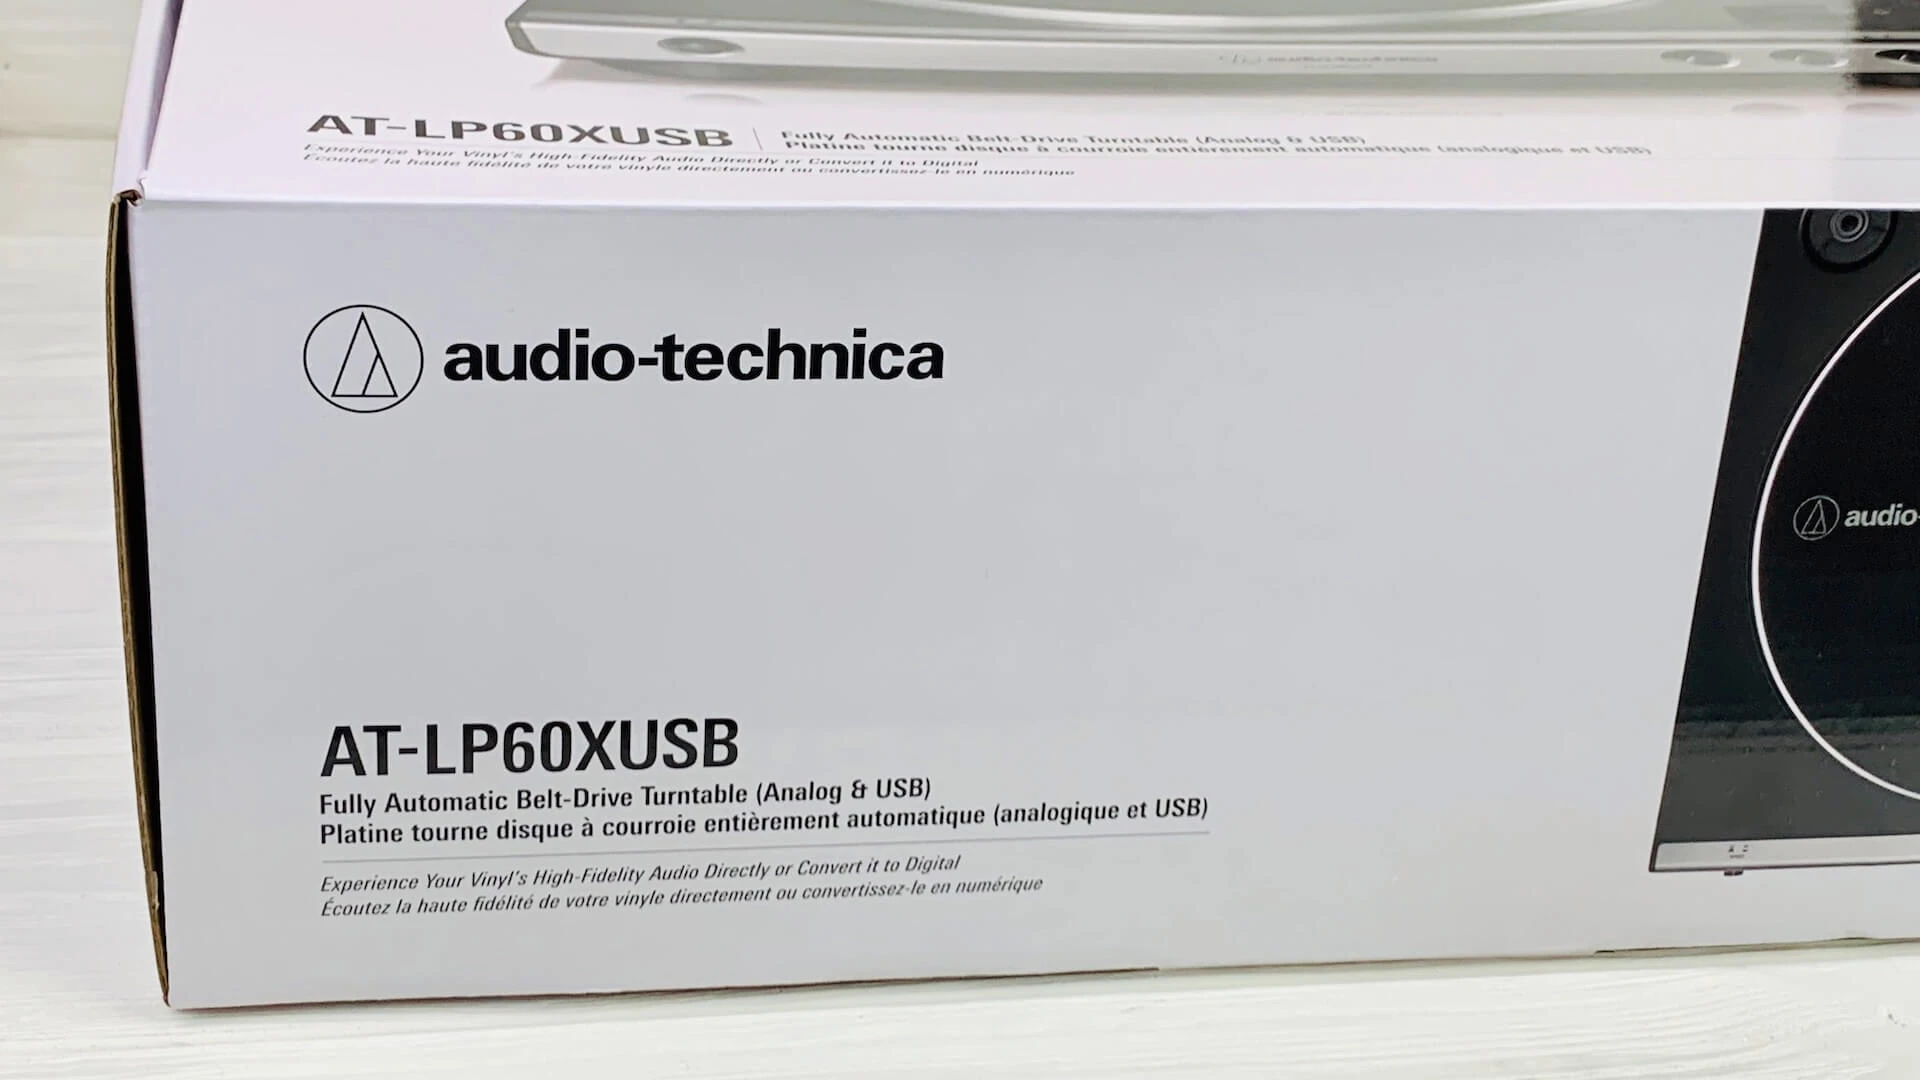 AT-LP60XUSB
Fully Automatic Belt-Drive Turntable (Analog & USB)
Platine tourne disque à courroie entièrement automatique (analogique et USB)
Experience Your Vinyl's High-Fidelity Audio Directly or Convert it to Digital
Écoutez la haute fidélité de votre vinyle directement ou convertissez-le en numérique
audio-technica
audio-
AT-LP60XUSB
Fully Automatic Belt-Drive Turntable (Analog & USB)
Platine tourne disque à courroie entièrement automatique (analogique et USB)
Experience Your Vinyl's High-Fidelity Audio Directly or Convert it to Digital
Écoutez la haute fidélité de votre vinyle directement ou convertissez-le en numérique